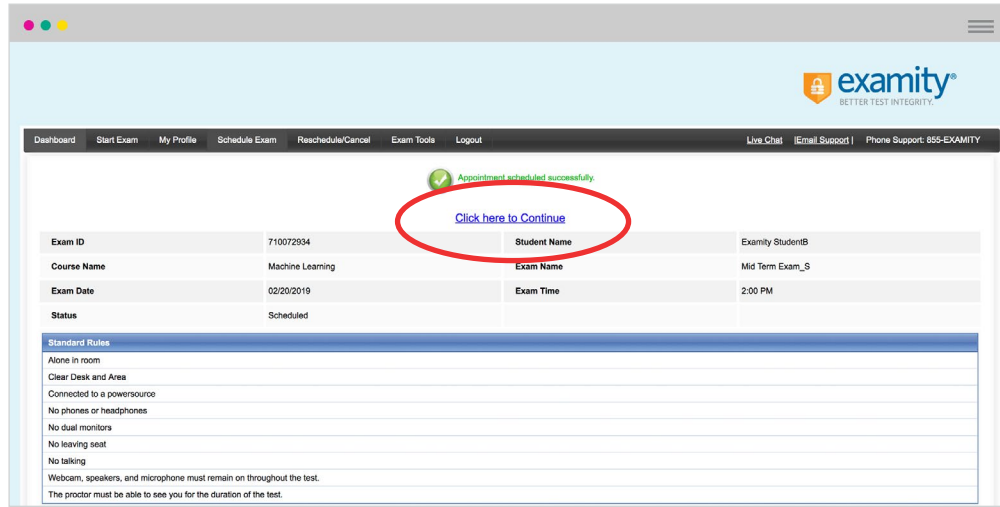 examity®
BETTER TEST INTEGRITY.
Dashboard Start Exam My Profile Schedule Exam Reschedule/Cancel Exam Tools Logout Live Chat |Email Support | Phone Support: 855-EXAMITY
Appointment scheduled successfully.
Click here to Continue
Exam ID 710072934 Student Name Examity StudentB
Course Name Machine Learning Exam Name Mid Term Exam_S
Exam Date 02/20/2019 Exam Time 2:00 PM
Status Scheduled
Standard Rules
Alone in room
Clear Desk and Area
Connected to a powersource
No phones or headphones
No dual monitors
No leaving seat
No talking
Webcam, speakers, and microphone must remain on throughout the test.
The proctor must be able to see you for the duration of the test.